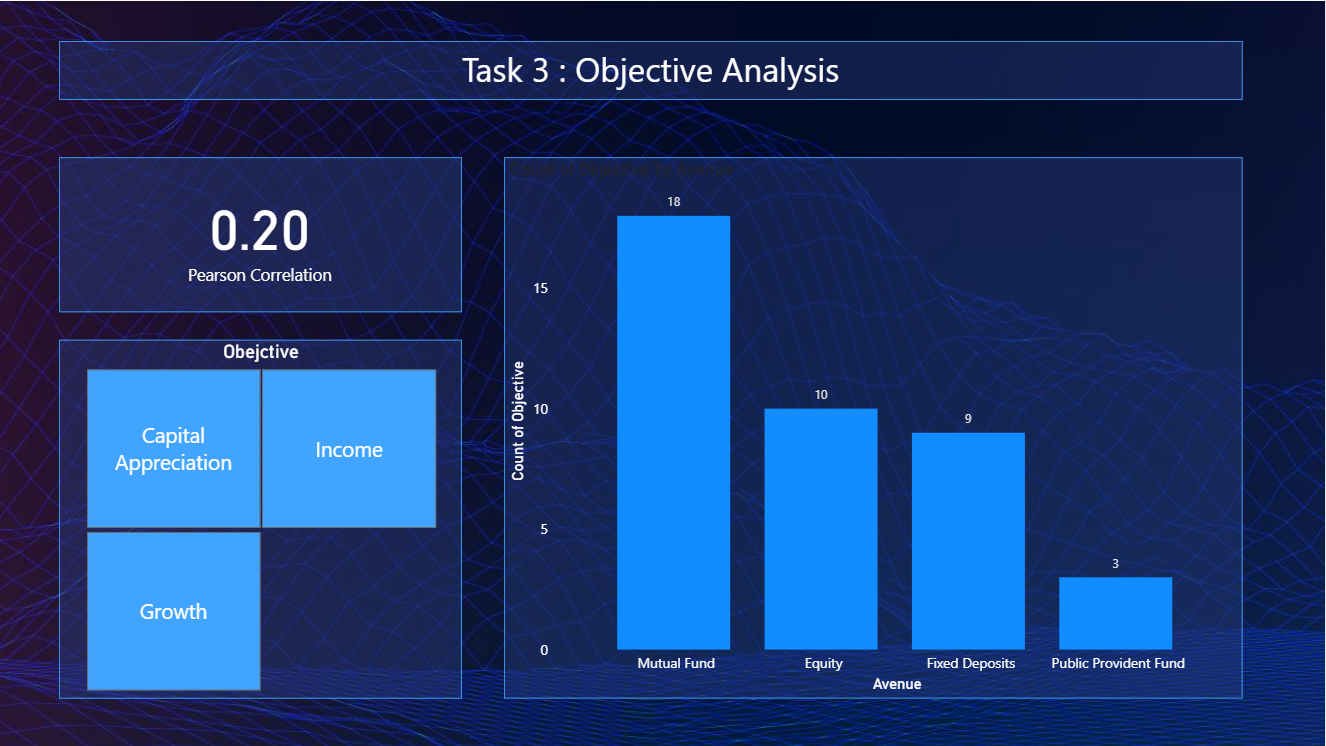 Task 3 : Objective Analysis
0.20
Pearson Correlation
Obejctive
Capital
Appreciation
Income
Growth
Count of Objective by Avenue
18
10
9
3
15
10
5
0
Count of Objective
Mutual Fund
Equity
Fixed Deposits
Public Provident Fund
Avenue